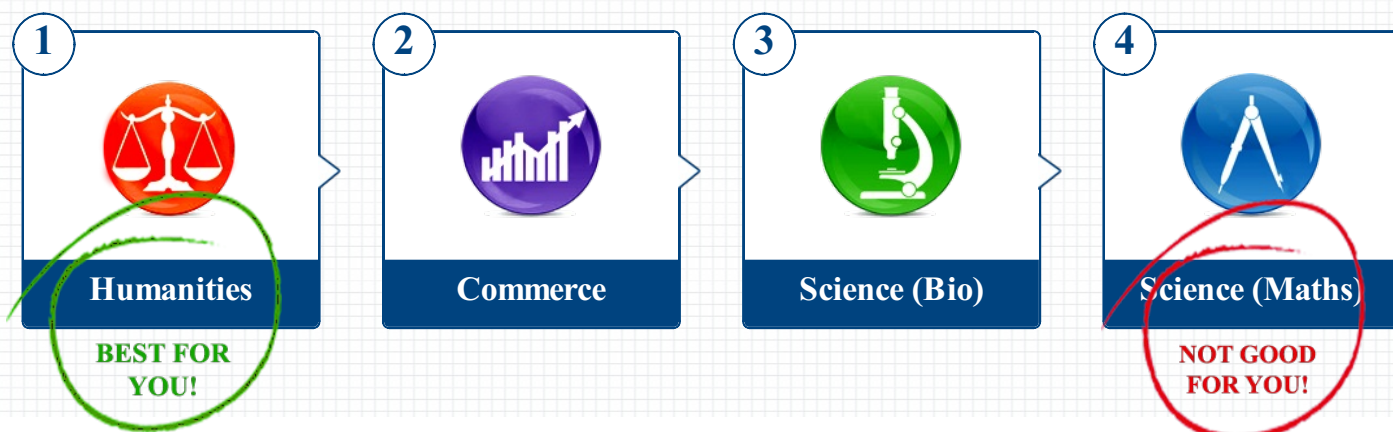 1
2
3
4
Humanities
Commerce
Science (Bio)
Science (Maths)
BEST FOR
YOU!
NOT GOOD
FOR YOU!